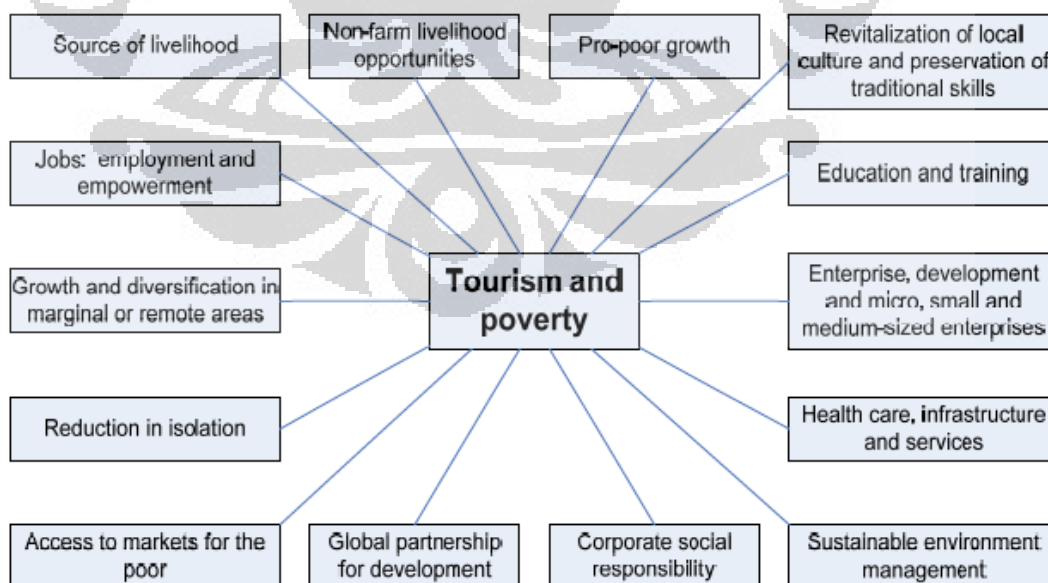 Source of livelihood
Non-farm livelihood
opportunities
Pro-poor growth
Revitalization of local
culture and preservation of
traditional skills
Jobs: employment and
empowerment
Education and training
Tourism and
poverty
Growth and diversification in
marginal or remote areas
Enterprise, development
and micro, small and
medium-sized enterprises
Reduction in isolation
Health care, infrastructure
and services
Access to markets for the
poor
Global partnership
for development
Corporate social
responsibility
Sustainable environment
management